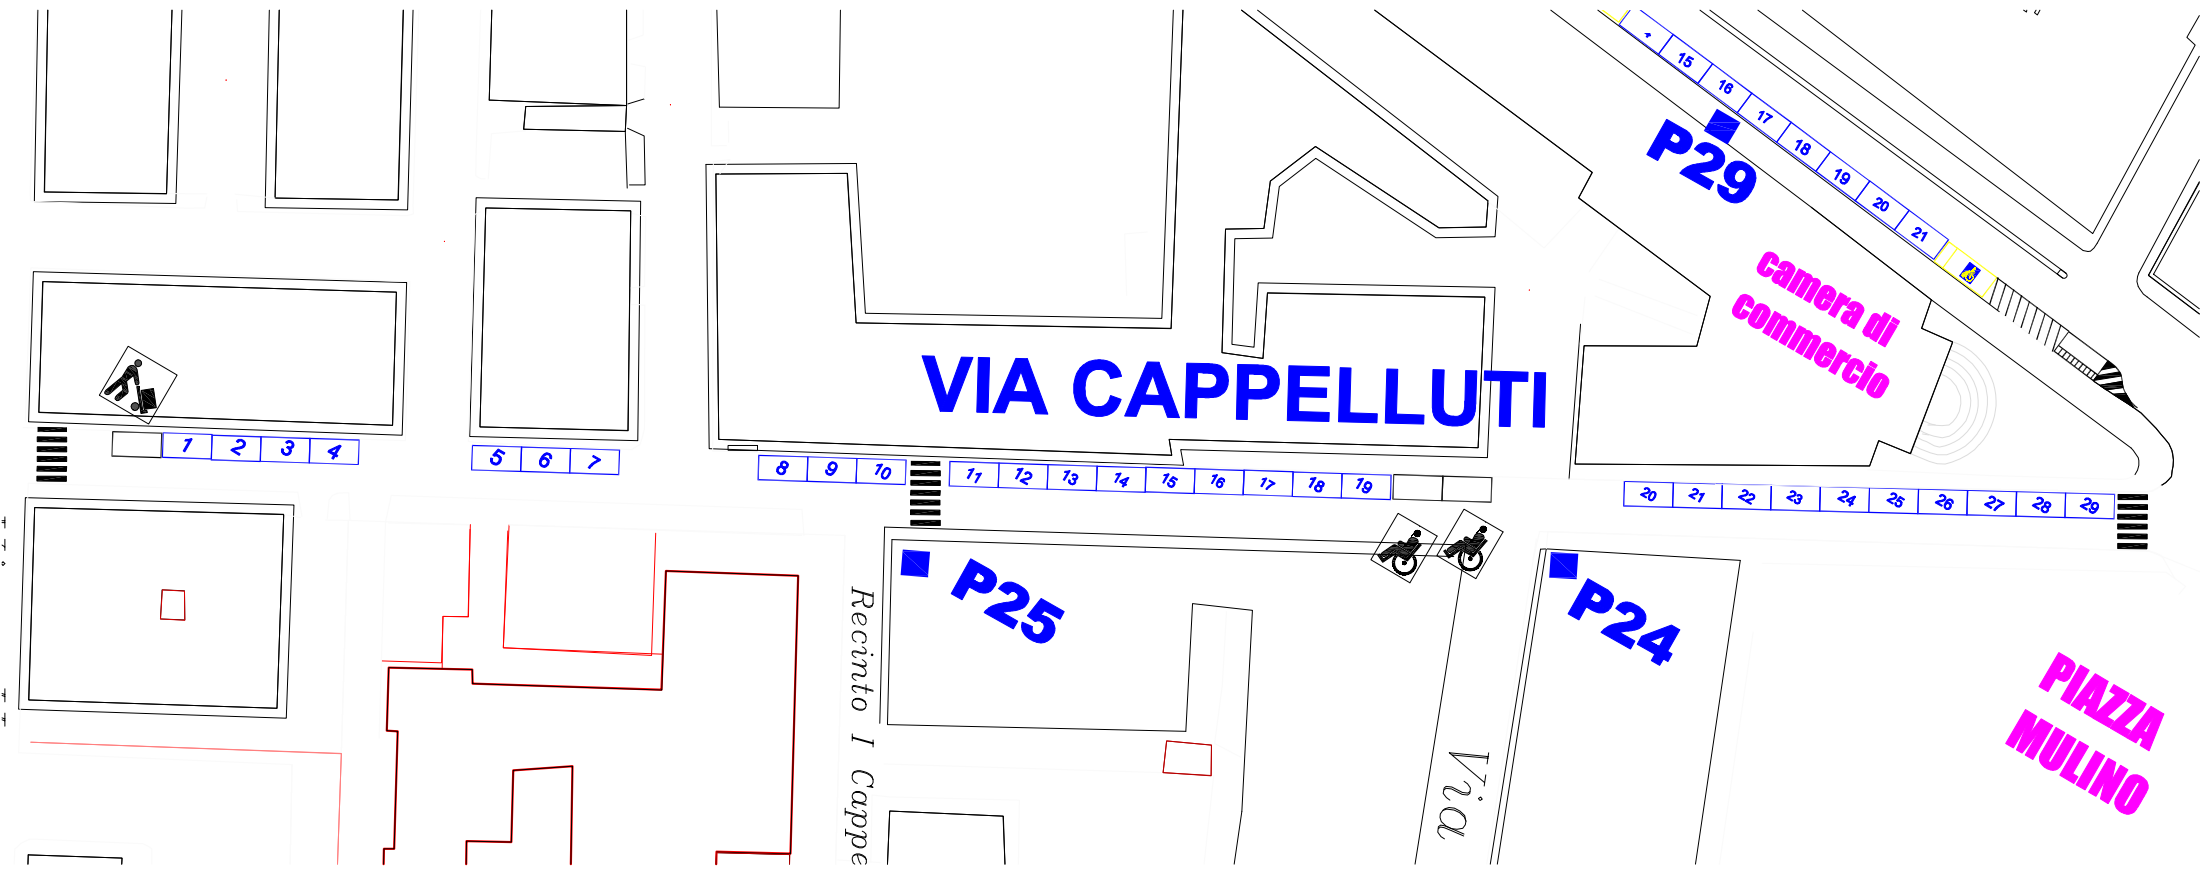 15
16
17
18
19
20
21
P29
camera di
commercio
VIA CAPPELLUTI
1 2 3 4
5 6 7
8 9 10
11 12 13 14 15 16 17 18 19
20 21 22 23 24 25 26 27 28 29
P25
P24
Recinto I Cappe
Via
PIAZZA
MULINO